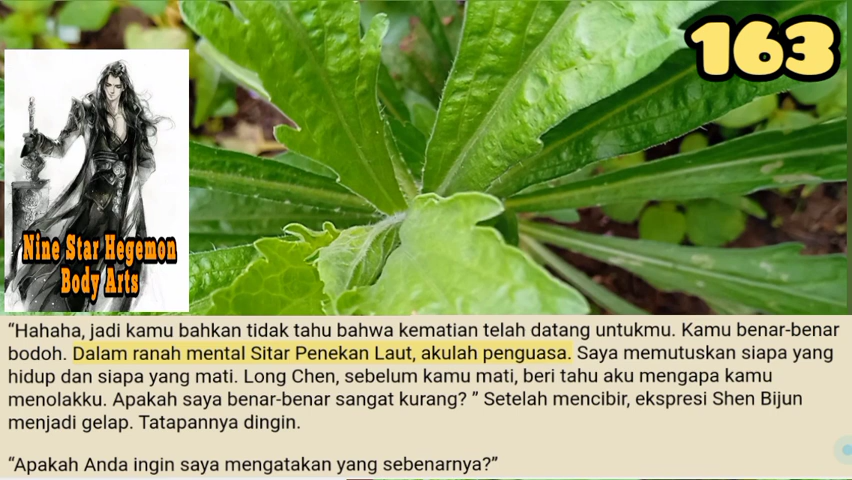 163
Nine Star Hegemon
Body Arts
“Hahaha, jadi kamu bahkan tidak tahu bahwa kematian telah datang untukmu. Kamu benar-benar
bodoh. Dalam ranah mental Sitar Penekan Laut, akulah penguasa. Saya memutuskan siapa yang
hidup dan siapa yang mati. Long Chen, sebelum kamu mati, beri tahu aku mengapa kamu
menolakku. Apakah saya benar-benar sangat kurang? ” Setelah mencibir, ekspresi Shen Bijun
menjadi gelap. Tatapannya dingin.
“Apakah Anda ingin saya mengatakan yang sebenarnya?”